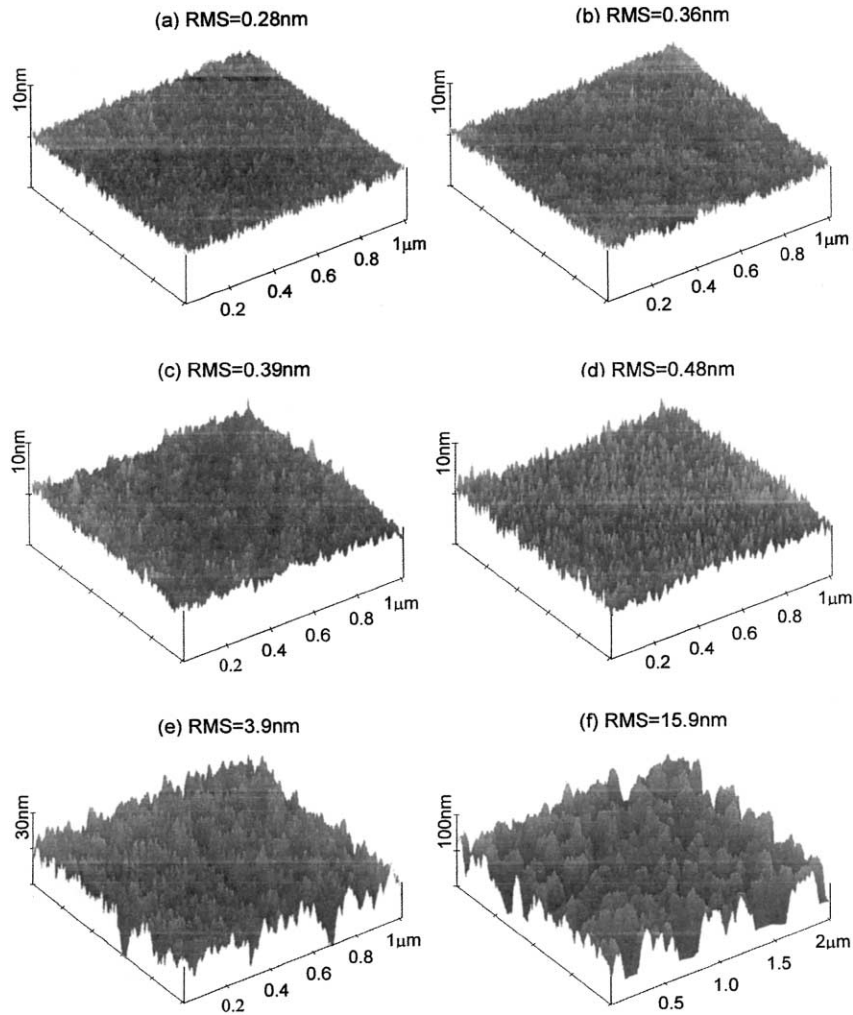 (a) RMS=0.28nm
(b) RMS=0.36nm
10nm
10nm
1μm
0.8
0.6
0.4
0.2
1μm
0.8
0.6
0.4
0.2
(c) RMS=0.39nm
(d) RMS=0.48nm
10nm
10nm
1μm
0.8
0.6
0.4
0.2
1μm
0.8
0.6
0.4
0.2
(e) RMS=3.9nm
(f) RMS=15.9nm
30nm
100nm
1μm
0.8
0.6
0.4
0.2
2μm
1.5
1.0
0.5